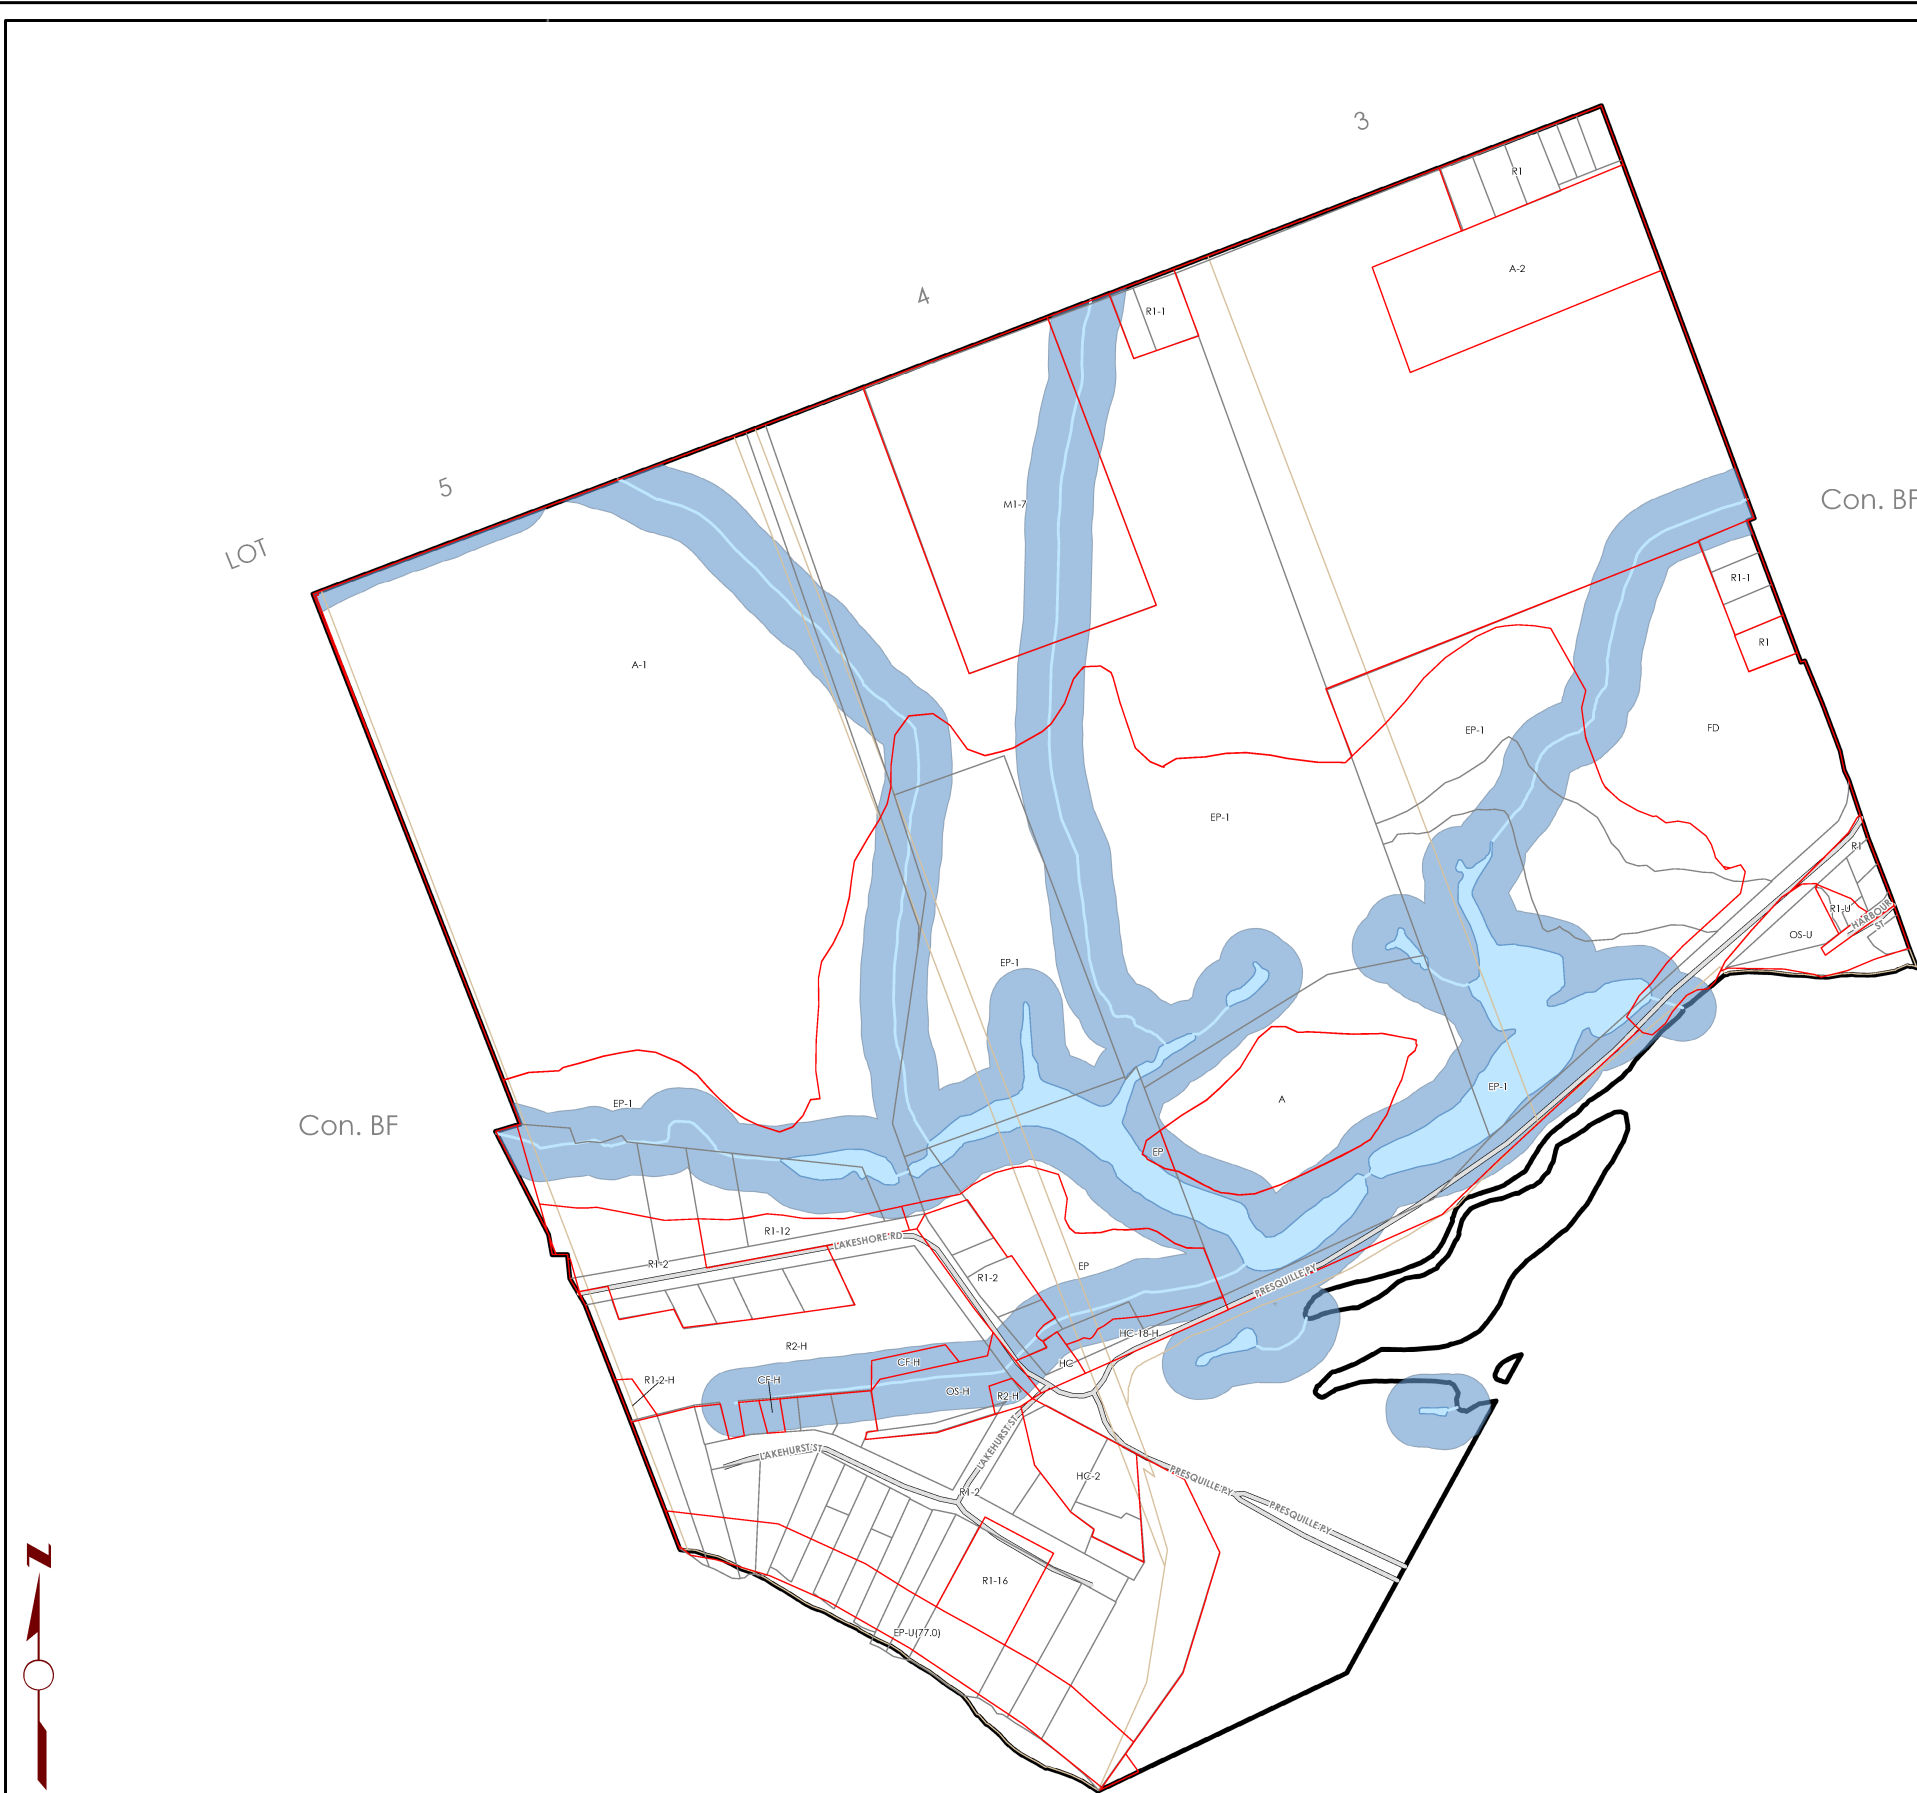 3
R1
A-2
4
R1-1
5
M1-7
Con. BF
LOT
R1-1
A-1
R1
EP-1
FD
EP-1
R1
R1-U
HARBOUR
ST
OS-U
EP-1
EP-1
A
EP-1
Con. BF
EP
R1-12
LAKESHORE RD
R1-2
EP
R1-2
PRESQUILLE PY
HC-18-H
R2-H
CF-H
HC
R1-2-H
CF-H
OS-H
R2-H
LAKEHURST ST
LAKEHURST ST
HC-2
PRESQUILLE PY
R1-2
PRESQUILLE PY
N
R1-16
EP-U(77.0)